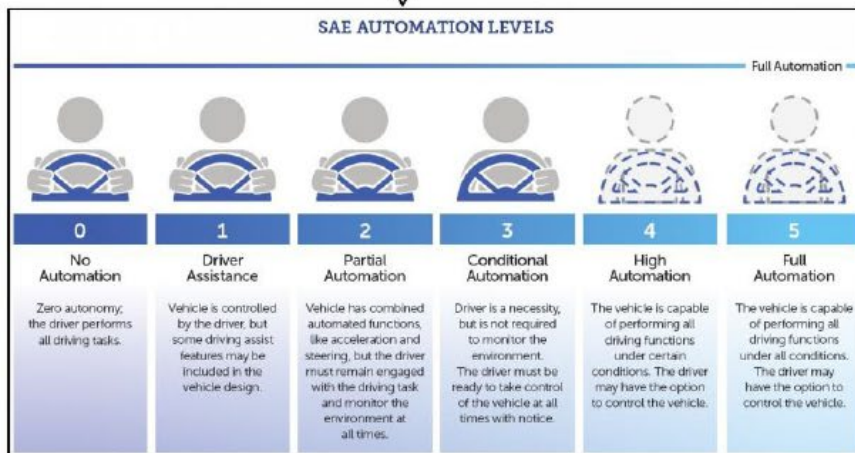 SAE AUTOMATION LEVELS
Full Automation
0
1
2
3
4
5
No
Automation
Driver
Assistance
Partial
Automation
Conditional
Automation
High
Automation
Full
Automation
Zero autonomy;
the driver performs
all driving tasks.
Vehicle is controlled
by the driver, but
some driving assist
features may be
included in the
vehicle design.
Vehicle has combined
automated functions,
like acceleration and
steering, but the driver
must remain engaged
with the driving task
and monitor the
environment at
all times.
Driver is a necessity,
but is not required
to monitor the
environment.
The driver must be
ready to take control
of the vehicle at all
times with notice.
The vehicle is capable
of performing all
driving functions
under certain
conditions. The driver
may have the option
to control the vehicle.
The vehicle is capable
of performing all
driving functions
under all conditions.
The driver may
have the option to
control the vehicle.